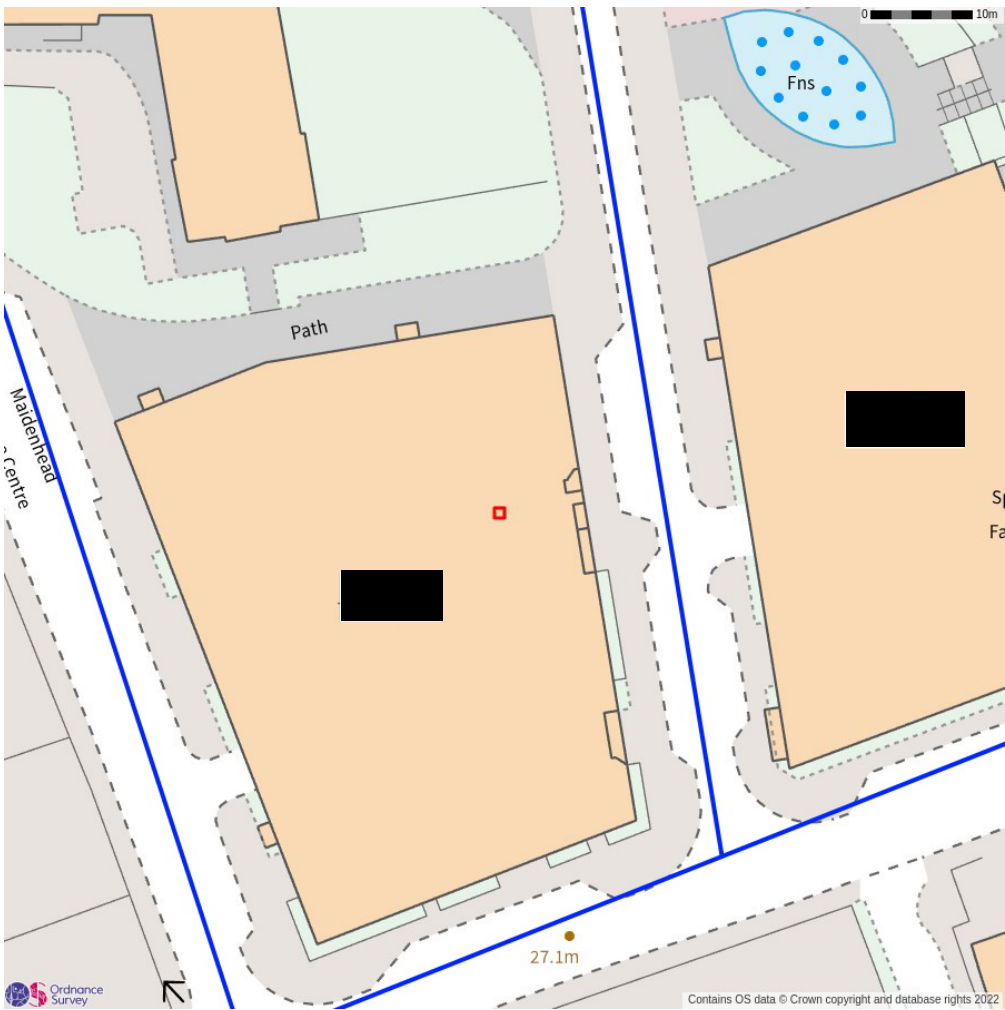 0 10m
Fns
Path
Maidenhead
Centre
Sp
Fa
27.1m
Ordnance
Survey
Contains OS data © Crown copyright and database rights 2022